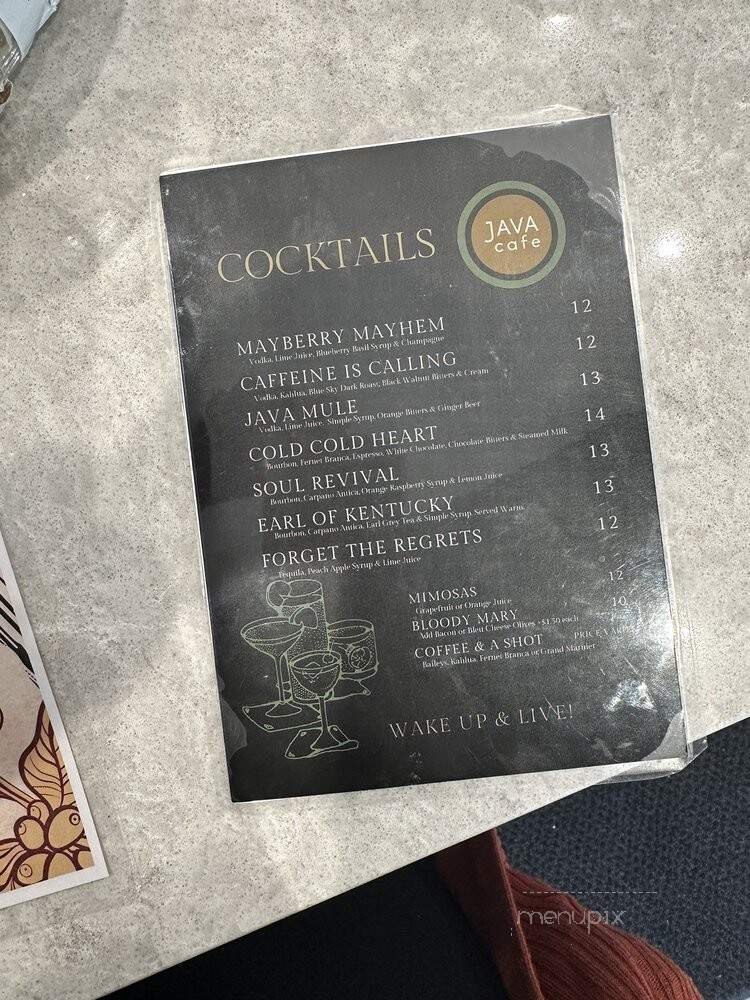 COCKTAILS
JAVA
cafe
MAYBERRY MAYHEM 12
Vodka, Lime Juice, Blueberry Basil Syrup & Champagne
CAFFEINE IS CALLING 12
Vodka, Kahlua, Blue Sky Dark Roast, Black Walnut Bitters & Cream
JAVA MULE 13
Vodka, Lime Juice, Simple Syrup, Orange Bitters & Ginger Beer
COLD COLD HEART 14
Bourbon, Fernet Branca, Espresso, White Chocolate, Chocolate Bitters & Steamed Milk
SOUL REVIVAL 13
Bourbon, Carpano Antica, Orange Raspberry Syrup & Lemon Juice
EARL OF KENTUCKY 13
Bourbon, Carpano Antica, Earl Grey Tea & Simple Syrup, Served Warm.
FORGET THE REGRETS 12
Tequila, Peach Apple Syrup & Lime Juice
MIMOSAS 12
Grapefruit or Orange Juice
BLOODY MARY 10
Add Bacon or Bleu Cheese Olives +$1.50 each
COFFEE & A SHOT PRICE
Baileys, Kahlua, Fernet Branca or Grand Marnier
WAKE UP & LIVE!
menupix